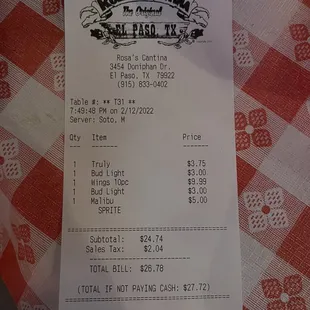 The Original
EL PASO, TX
Rosa's Cantina
3454 Doniphan Dr.
El Paso, TX 79922
(915) 833-0402
Table #: ** T31 **
7:49:48 PM on 2/12/2022
Server: Soto, M
Qty Item Price
1 Truly $3.75
1 Bud Light $3.00
1 Wings 10pc $9.99
1 Bud Light $3.00
1 Malibu $5.00
SPRITE
Subtotal: $24.74
Sales Tax: $2.04
TOTAL BILL: $26.78
(TOTAL IF NOT PAYING CASH: $27.72)